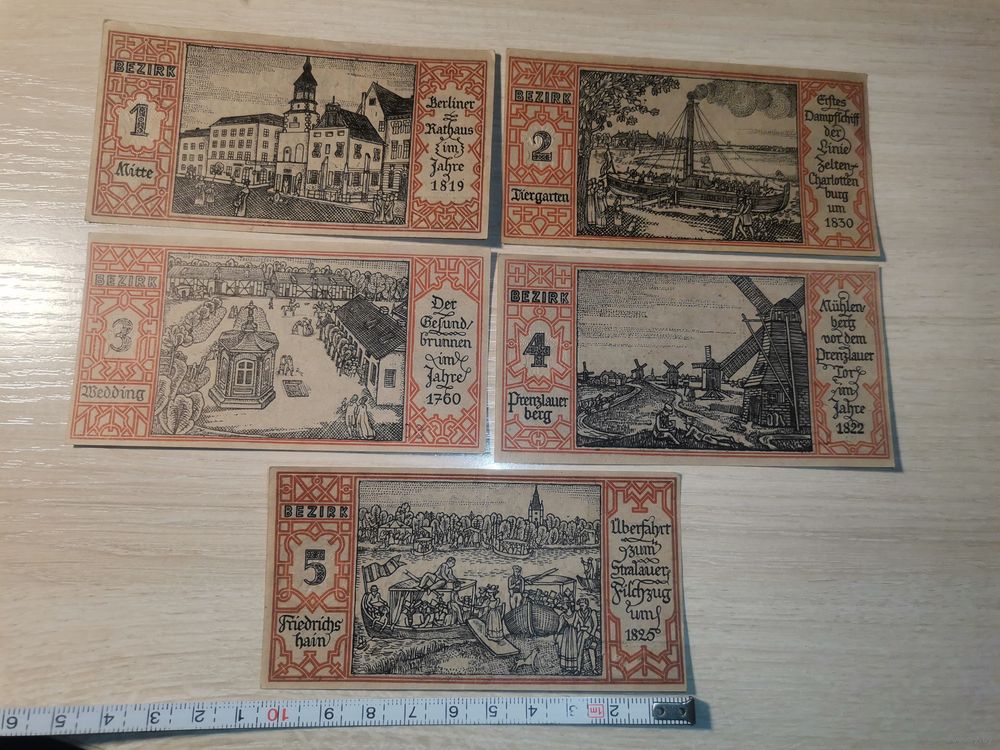 BEZIRK
1
Mitte
Berliner
Rathaus
im
Jahre
1819
BEZIRK
2
Tiergarten
Erstes
Dampfschiff
der
Linie
Zelten-
Charlotten
burg
um
1830
BEZIRK
3
Wedding
Der
Gesund/
brunnen
im
Jahre
1760
BEZIRK
4
Prenzlauer
berg
Mühlen/
berg
vor dem
Prenzlauer
Tor
im
Jahre
1822
BEZIRK
5
Friedrichs
hain
Überfahrt
zum
Stralauer
Fischzug
um
1825
6 5 4 3 2 1 10 9 8 7 6 5 4 3 1m 2